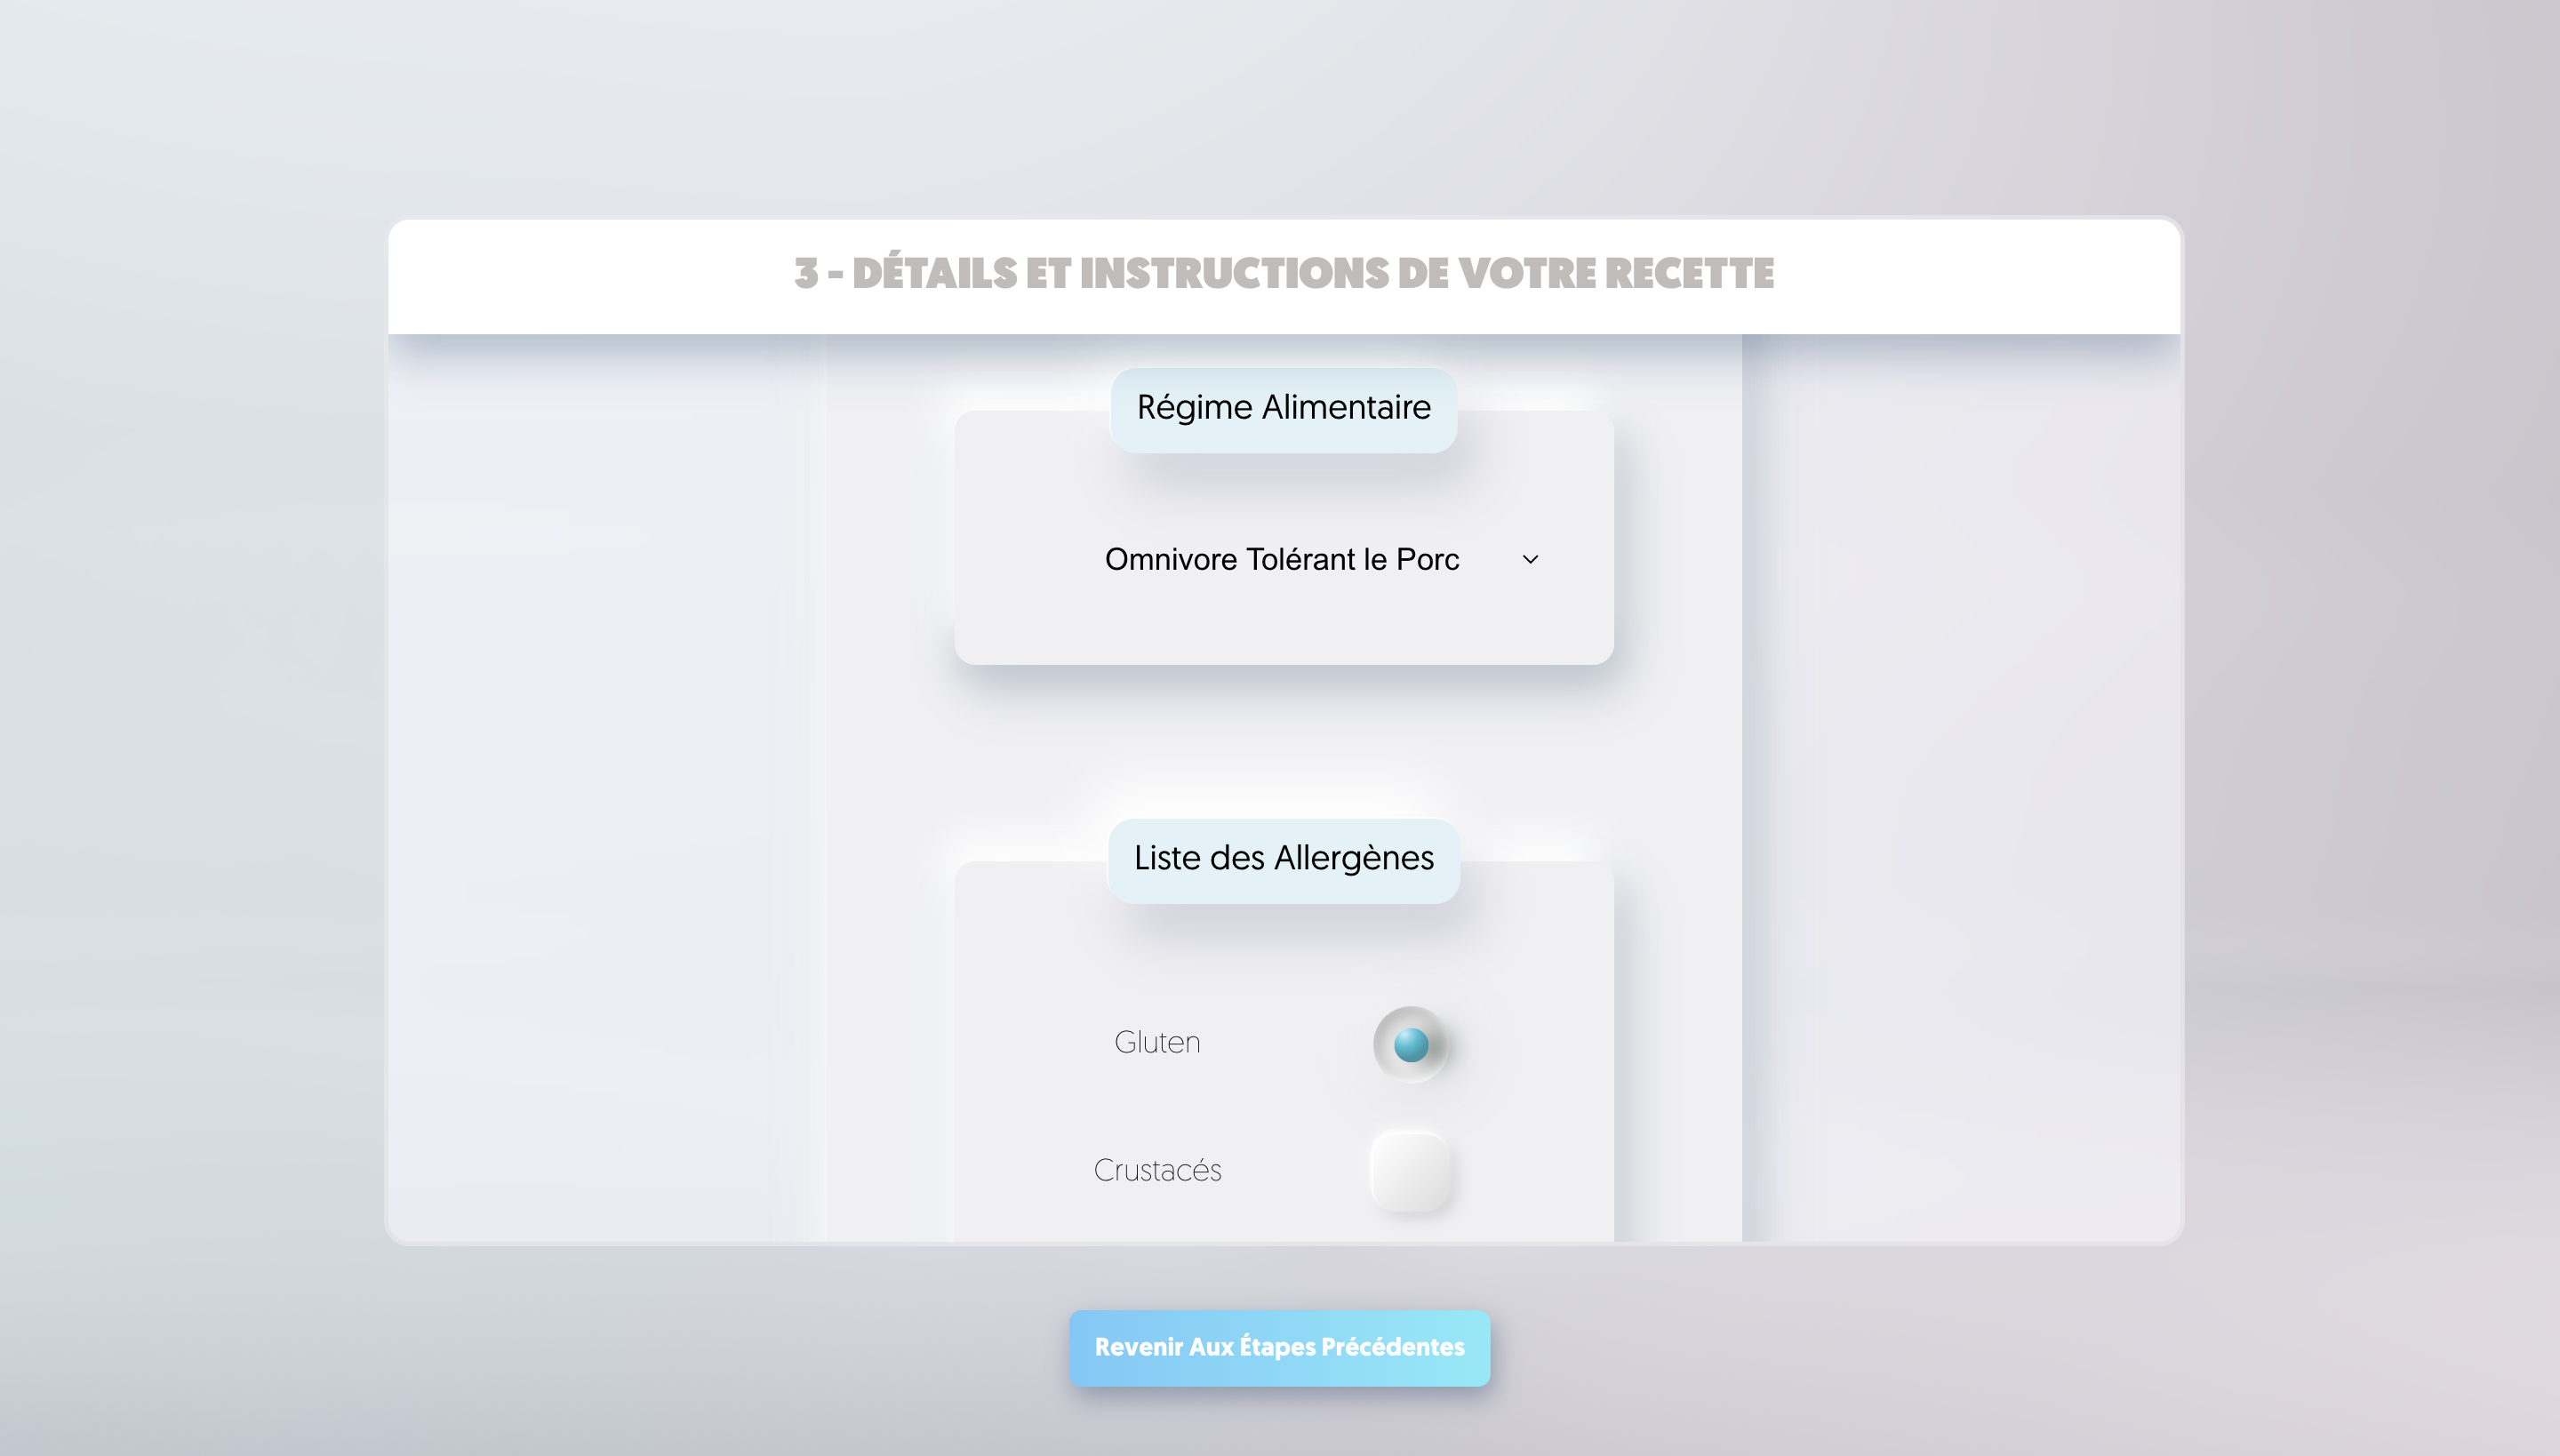 3 - DÉTAILS ET INSTRUCTIONS DE VOTRE RECETTE
Régime Alimentaire
Omnivore Tolérant le Porc
Liste des Allergènes
Gluten
Crustacés
Revenir Aux Étapes Précédentes